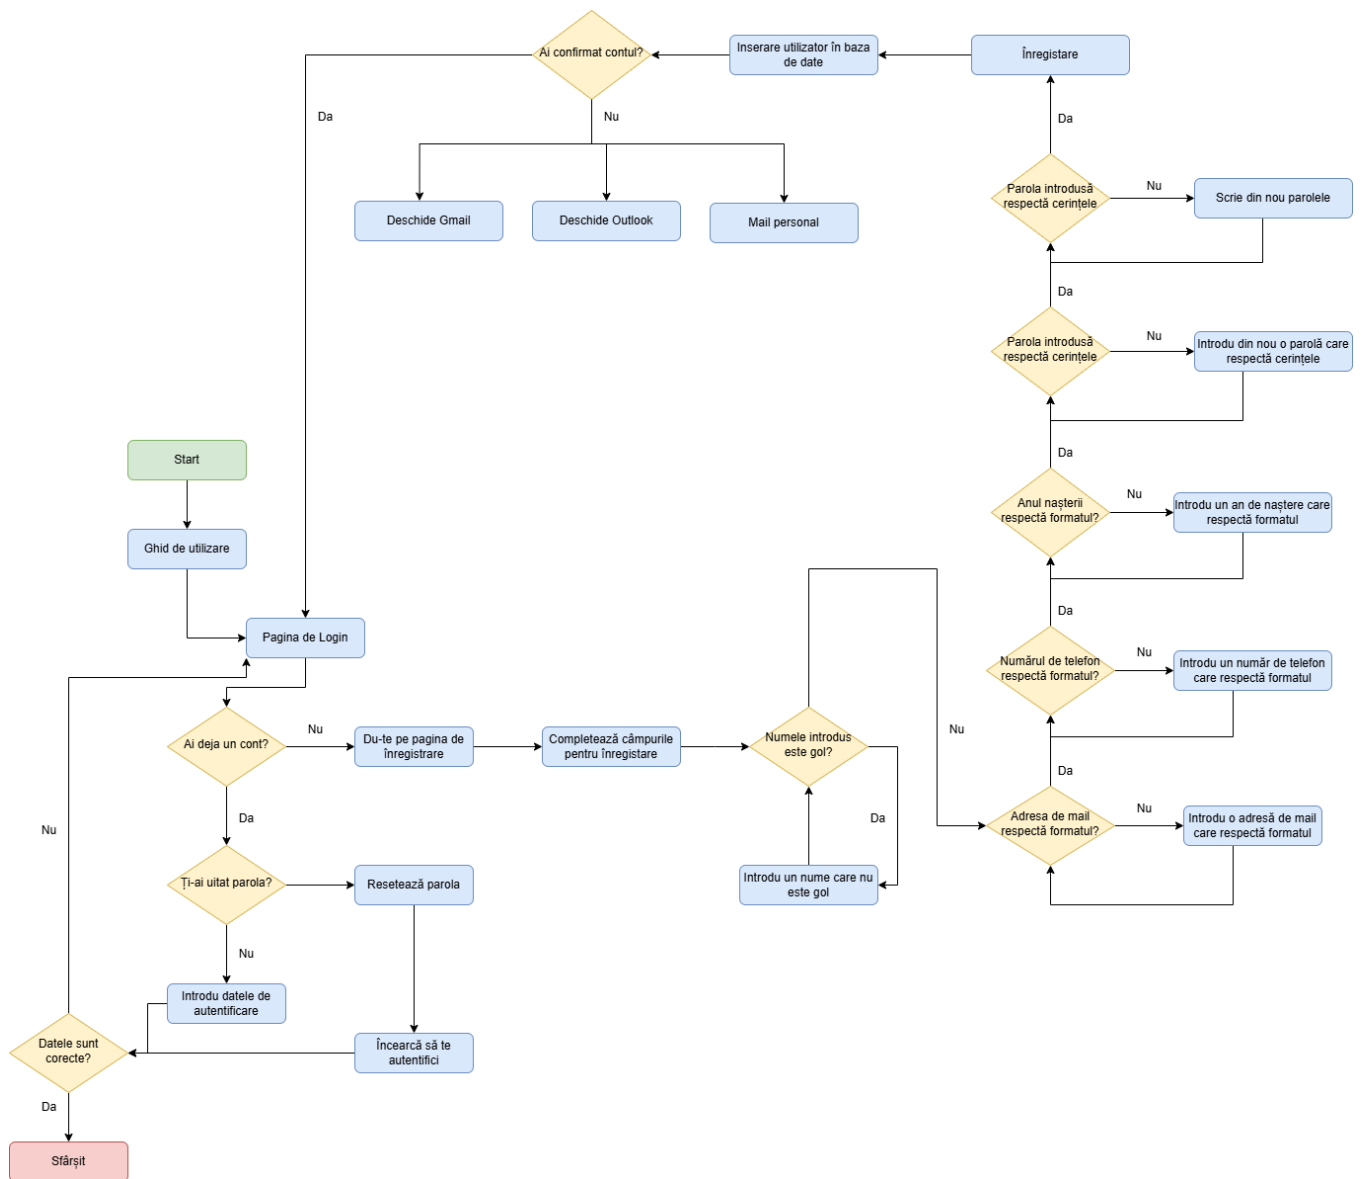 Ai confirmat contul?
Inserare utilizator în baza
de date
Înregistare
Da
Nu
Da
Deschide Gmail
Deschide Outlook
Mail personal
Parola introdusă
respectă cerințele
Nu
Scrie din nou parolele
Da
Parola introdusă
respectă cerințele
Nu
Introdu din nou o parolă care
respectă cerințele
Da
Start
Anul nașterii
respectă formatul?
Nu
Introdu un an de naștere care
respectă formatul
Ghid de utilizare
Da
Pagina de Login
Numărul de telefon
respectă formatul?
Nu
Introdu un număr de telefon
care respectă formatul
Ai deja un cont?
Nu
Du-te pe pagina de
înregistrare
Completează câmpurile
pentru înregistare
Numele introdus
este gol?
Nu
Da
Nu
Da
Da
Adresa de mail
respectă formatul?
Nu
Introdu o adresă de mail
care respectă formatul
Ți-ai uitat parola?
Resetează parola
Introdu un nume care nu
este gol
Nu
Introdu datele de
autentificare
Datele sunt
corecte?
Încearcă să te
autentifici
Da
Sfârșit